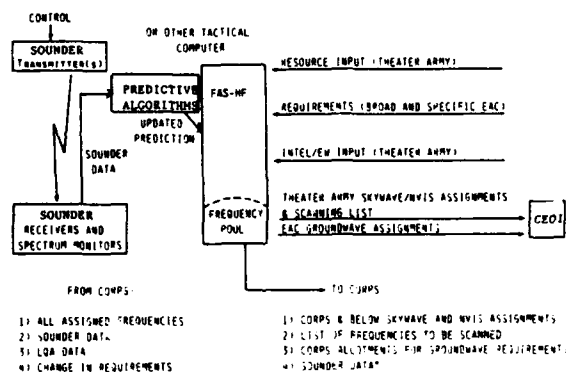 CONTROL
SOUNDER
TRANSMITTER(S)
ON OTHER TACTICAL
COMPUTER
PREDICTIVE
ALGORITHMS
UPDATED
PREDICTION
SOUNDER
DATA
SOUNDER
RECEIVERS AND
SPECTRUM MONITORS
FAS-HF
FREQUENCY
POOL
RESOURCE INPUT (THEATER ARMY)
REQUIREMENTS (BROAD AND SPECIFIC EAC)
INTEL/EW INPUT (THEATER ARMY)
THEATER ARMY SKYWAVE/NVIS ASSIGNMENTS
& SCANNING LIST
EAC GROUNDWAVE ASSIGNMENTS
CEOI
FROM CORPS:
1) ALL ASSIGNED FREQUENCIES
2) SOUNDER DATA
3) LQA DATA
4) CHANGE IN REQUIREMENTS
TO CORPS
1) CORPS & BELOW SKYWAVE AND NVIS ASSIGNMENTS
2) LIST OF FREQUENCIES TO BE SCANNED
3) CORPS ALLOTMENTS FOR GROUNDWAVE REQUIREMENTS
4) SOUNDER DATA*